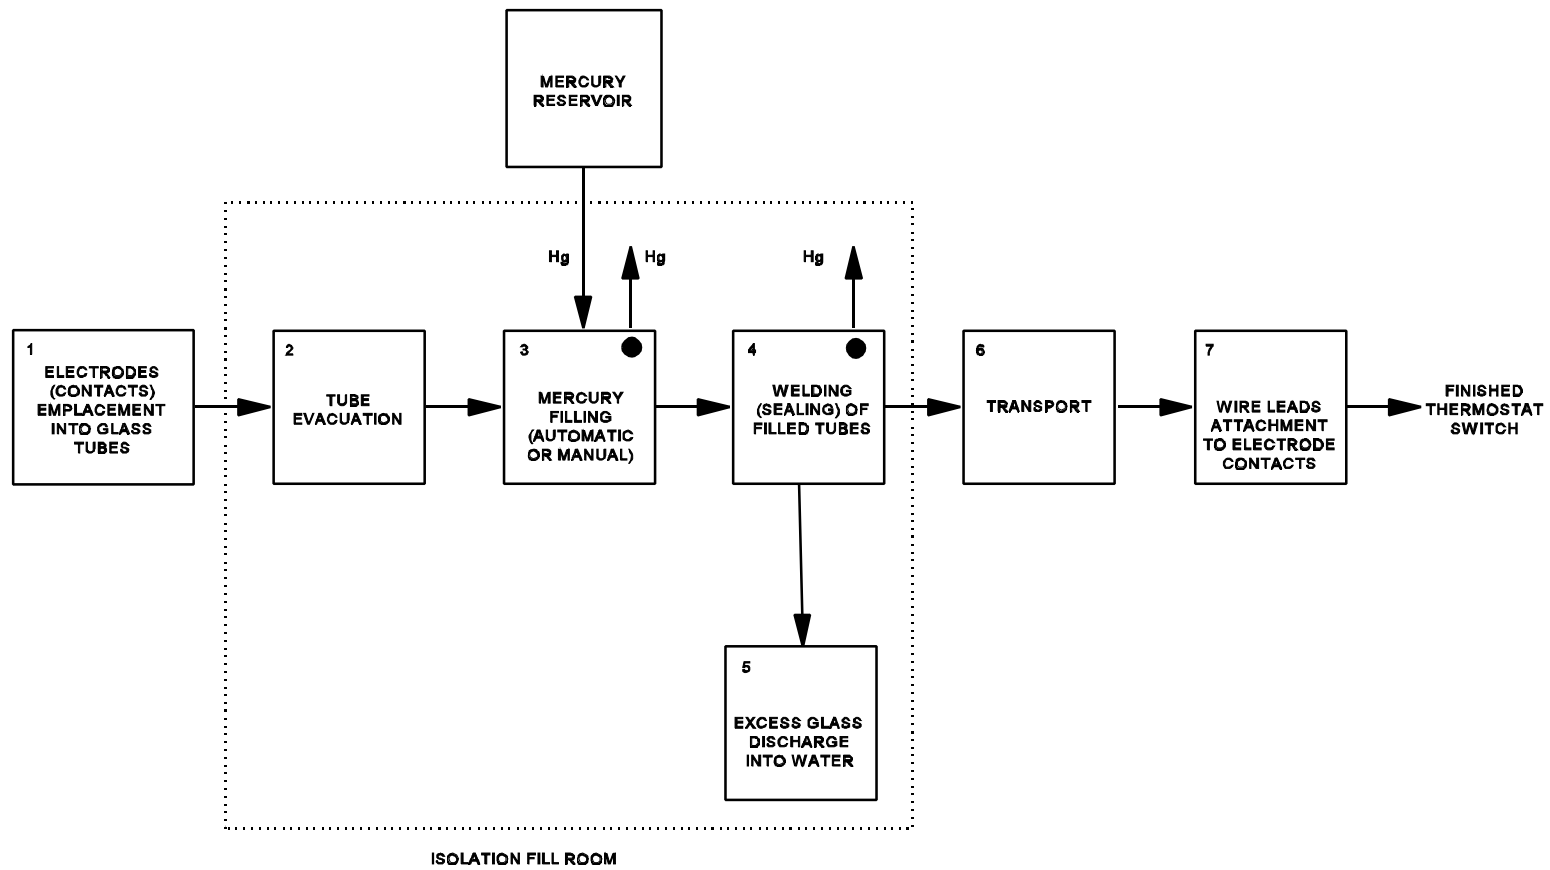 MERCURY
RESERVOIR
Hg
Hg
Hg
1
ELECTRODES
(CONTACTS)
EMPLACEMENT
INTO GLASS
TUBES
2
TUBE
EVACUATION
3
MERCURY
FILLING
(AUTOMATIC
OR MANUAL)
4
WELDING
(SEALING) OF
FILLED TUBES
6
TRANSPORT
7
WIRE LEADS
ATTACHMENT
TO ELECTRODE
CONTACTS
FINISHED
THERMOSTAT
SWITCH
5
EXCESS GLASS
DISCHARGE
INTO WATER
ISOLATION FILL ROOM